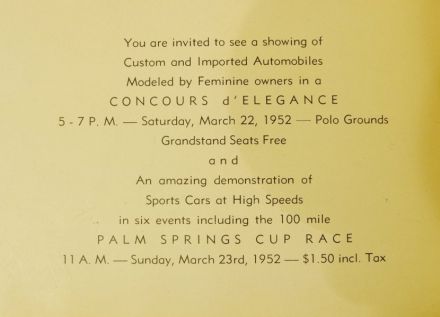 You are invited to see a showing of
Custom and Imported Automobiles
Modeled by Feminine owners in a
CONCOURS d'ELEGANCE
5 - 7 P. M. — Saturday, March 22, 1952 — Polo Grounds
Grandstand Seats Free
and
An amazing demonstration of
Sports Cars at High Speeds
in six events including the 100 mile
PALM SPRINGS CUP RACE
11 A. M. — Sunday, March 23rd, 1952 — $1.50 incl. Tax